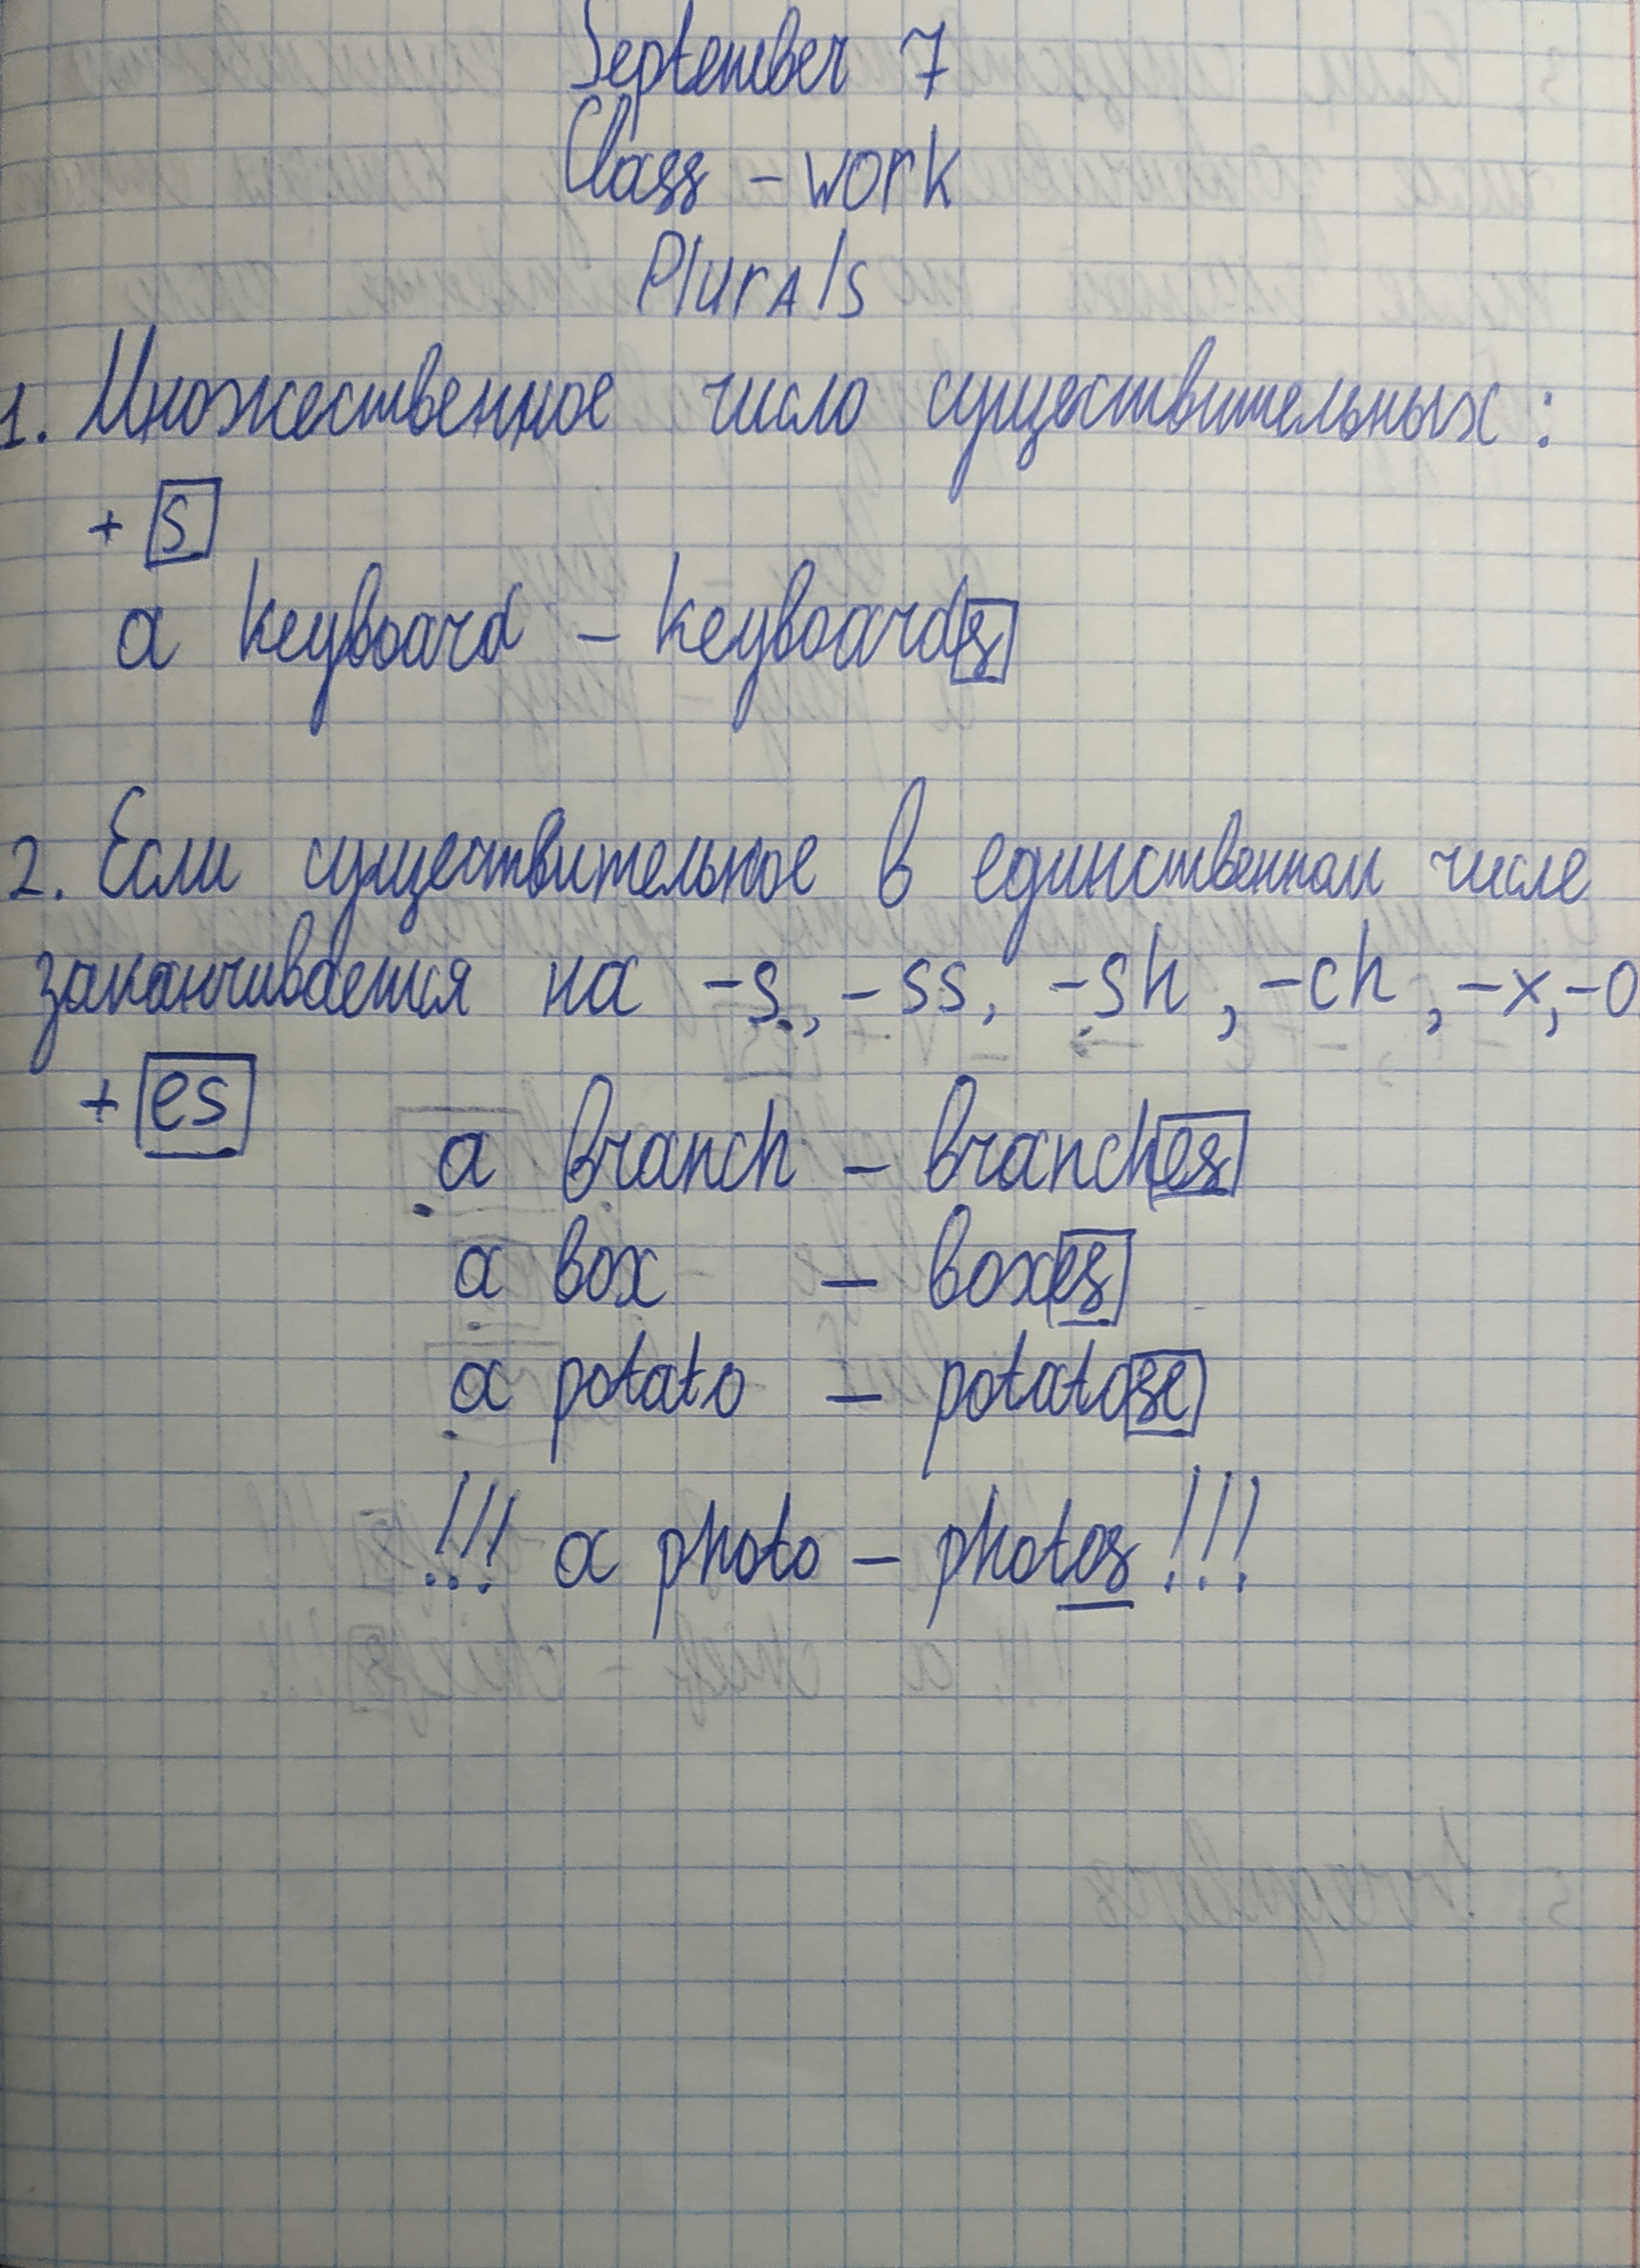 September 7
Class - work
Plurals
1. Множественное число существительных:
+ s
a keyboard - keyboards
2. Если существительное в единственном числе
заканчивается на -s, -ss, -sh, -ch, -x, -o
+ es
a branch - branches
a box - boxes
a potato - potatose
!!! a photo - photos !!!